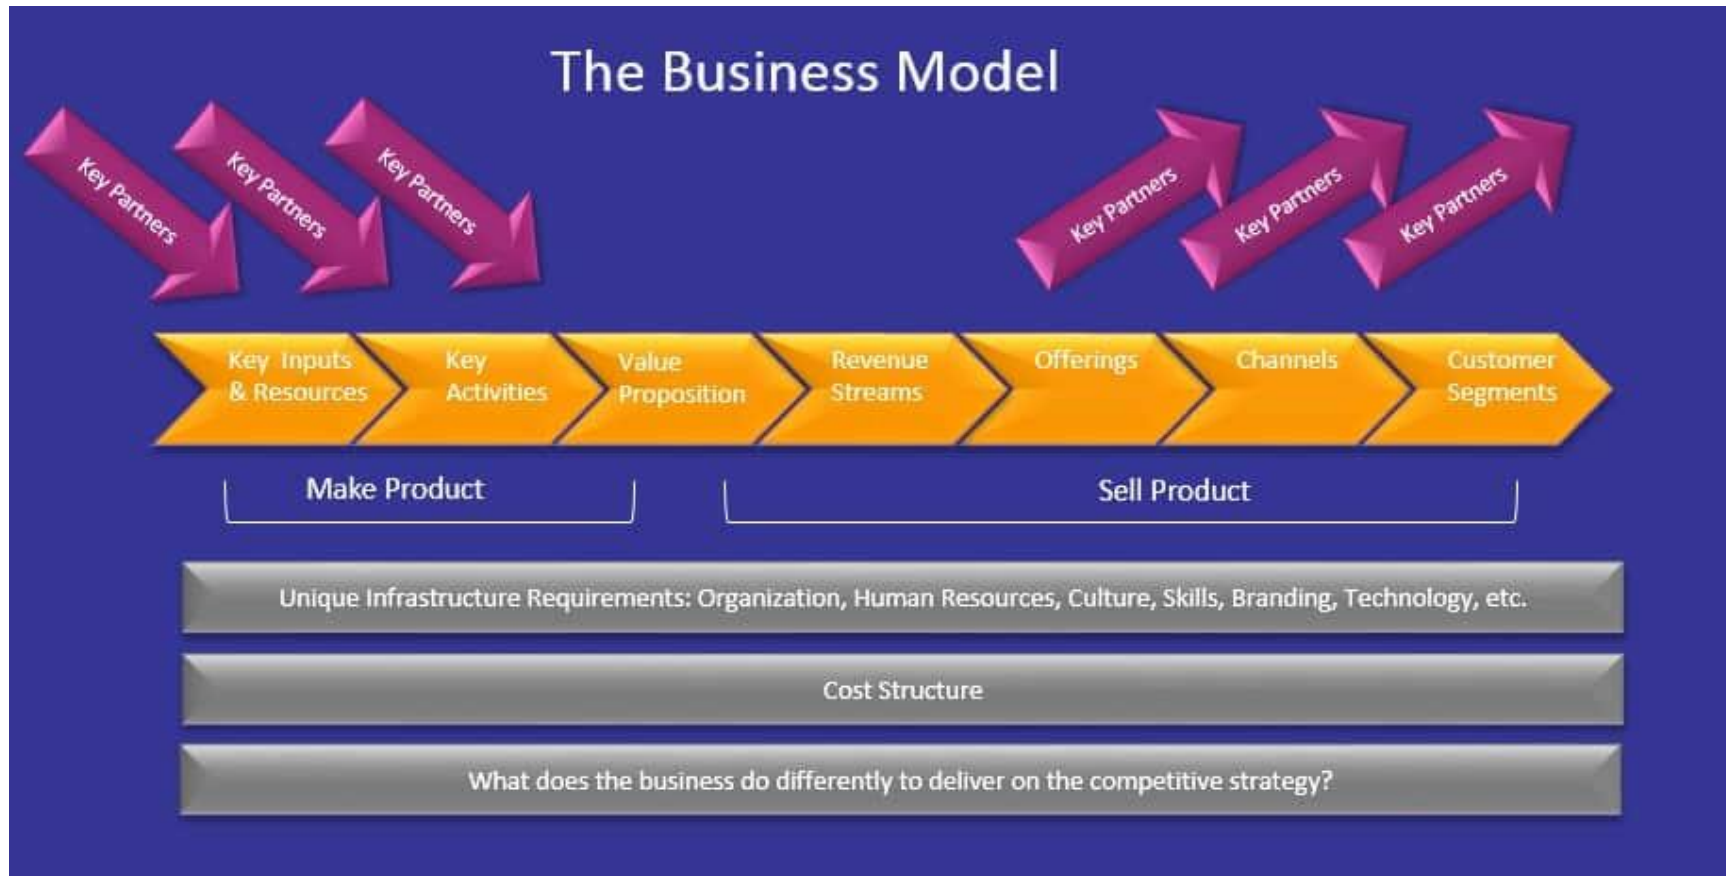 The Business Model
Key Partners
Key Partners
Key Partners
Key Partners
Key Partners
Key Partners
Key Inputs
& Resources
Key
Activities
Value
Proposition
Revenue
Streams
Offerings
Channels
Customer
Segments
Make Product
Sell Product
Unique Infrastructure Requirements: Organization, Human Resources, Culture, Skills, Branding, Technology, etc.
Cost Structure
What does the business do differently to deliver on the competitive strategy?